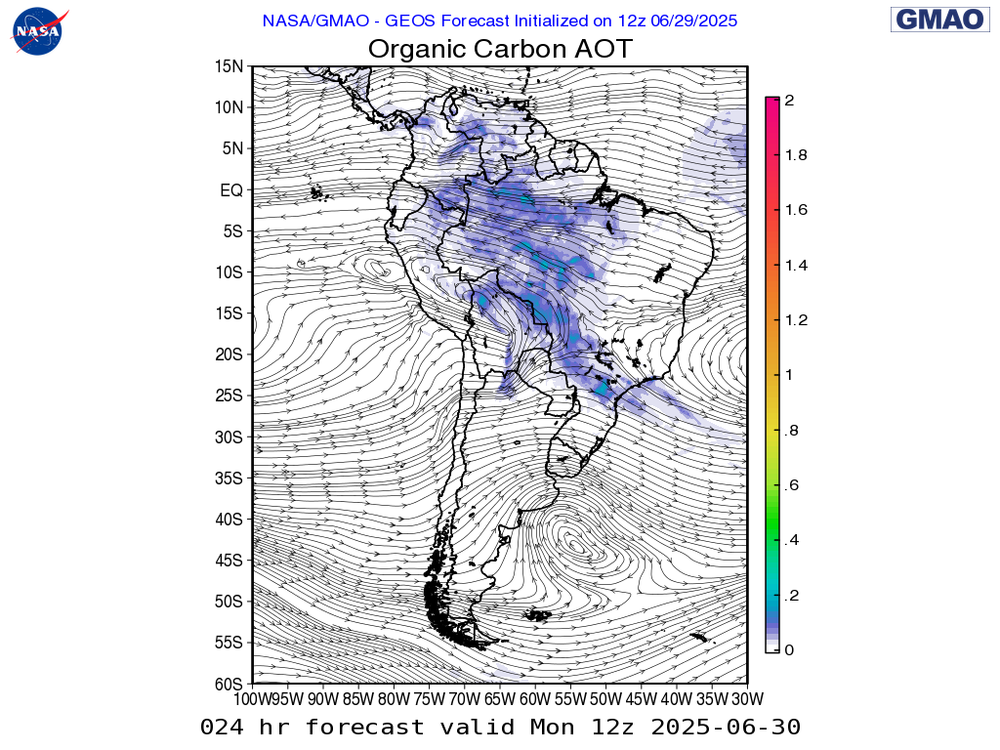 NASA
NASA/GMAO - GEOS Forecast Initialized on 12z 06/29/2025
GMAO
Organic Carbon AOT
15N
10N
5N
EQ
5S
10S
15S
20S
25S
30S
35S
40S
45S
50S
55S
60S
100W 95W 90W 85W 80W 75W 70W 65W 60W 55W 50W 45W 40W 35W 30W
2
1.8
1.6
1.4
1.2
1
.8
.6
.4
.2
0
024 hr forecast valid Mon 12z 2025-06-30